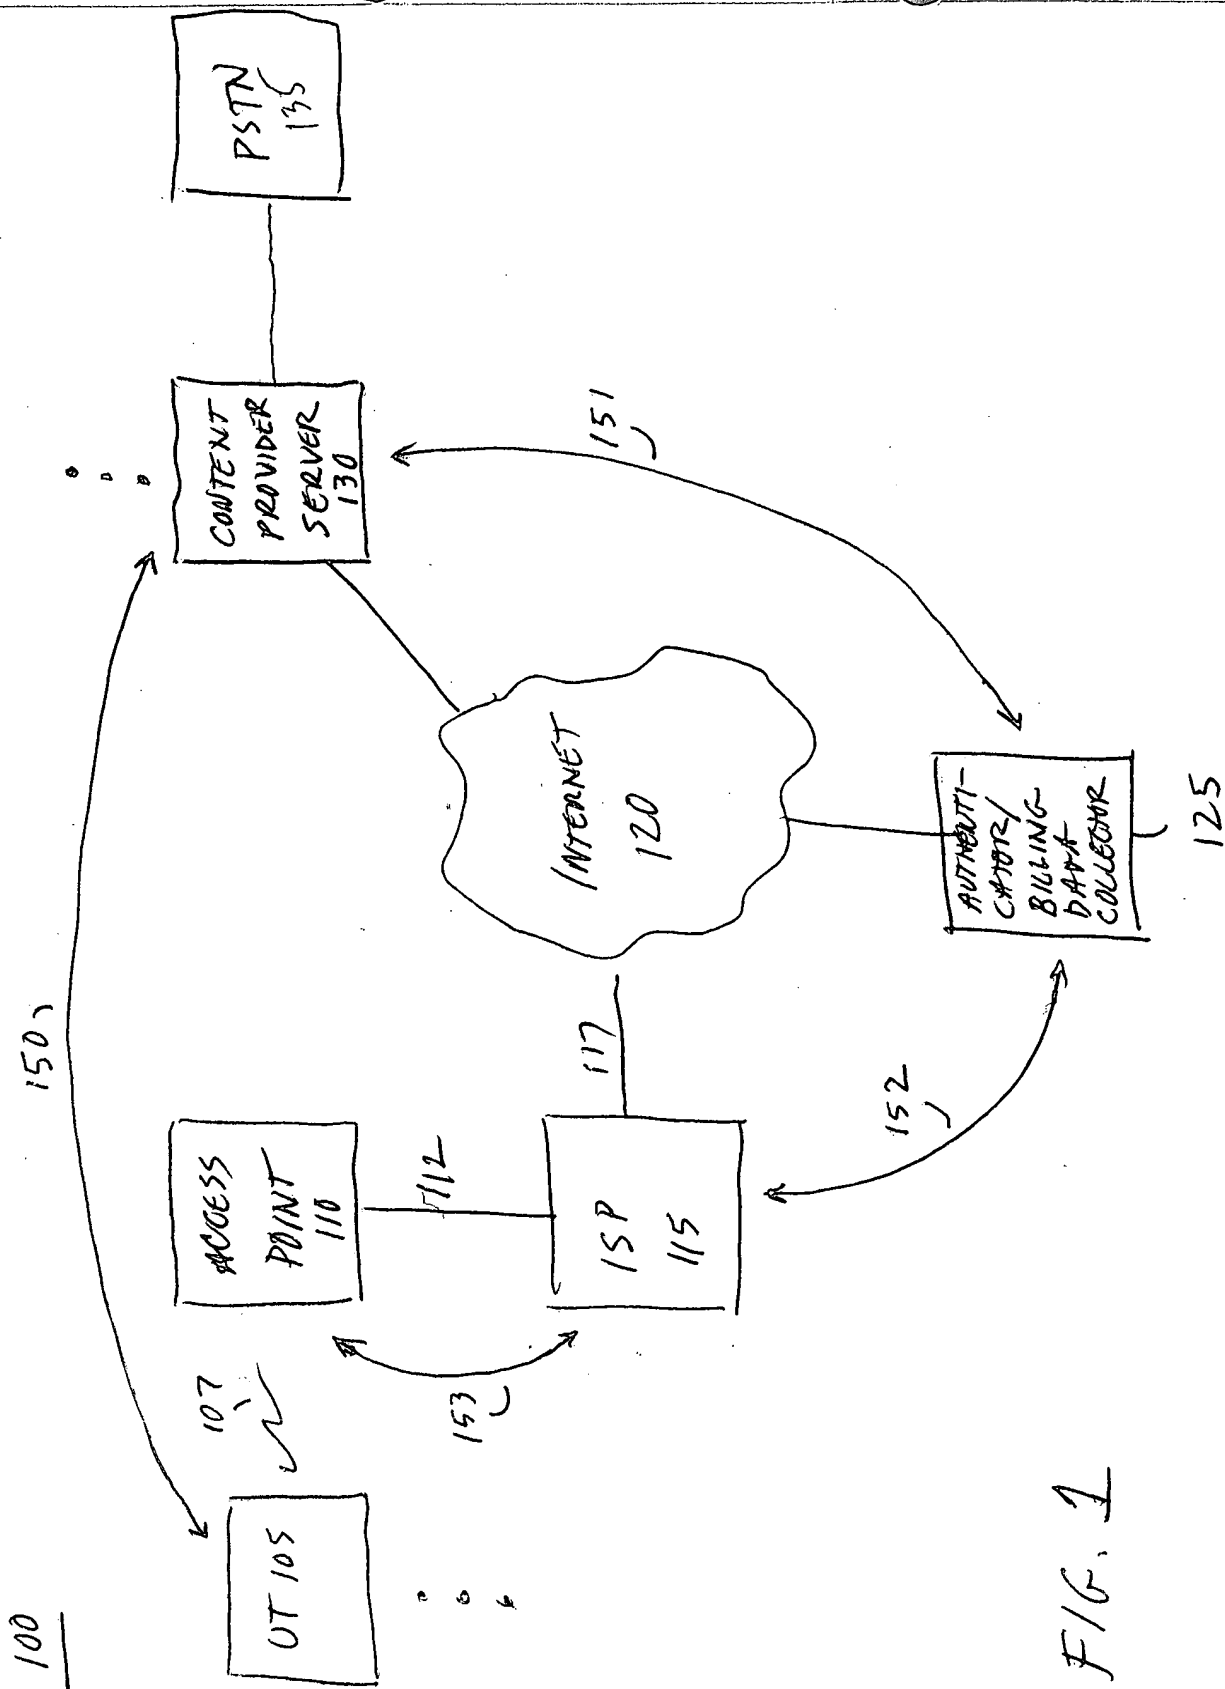 100
150
UT 105
107
ACCESS
POINT
110
112
153
ISP
115
117
INTERNET
120
CONTENT
PROVIDER
SERVER
130
PSTN
135
151
152
AUTHENTI-
CATOR/
BILLING
DATA
COLLECTOR
125
FIG. 1